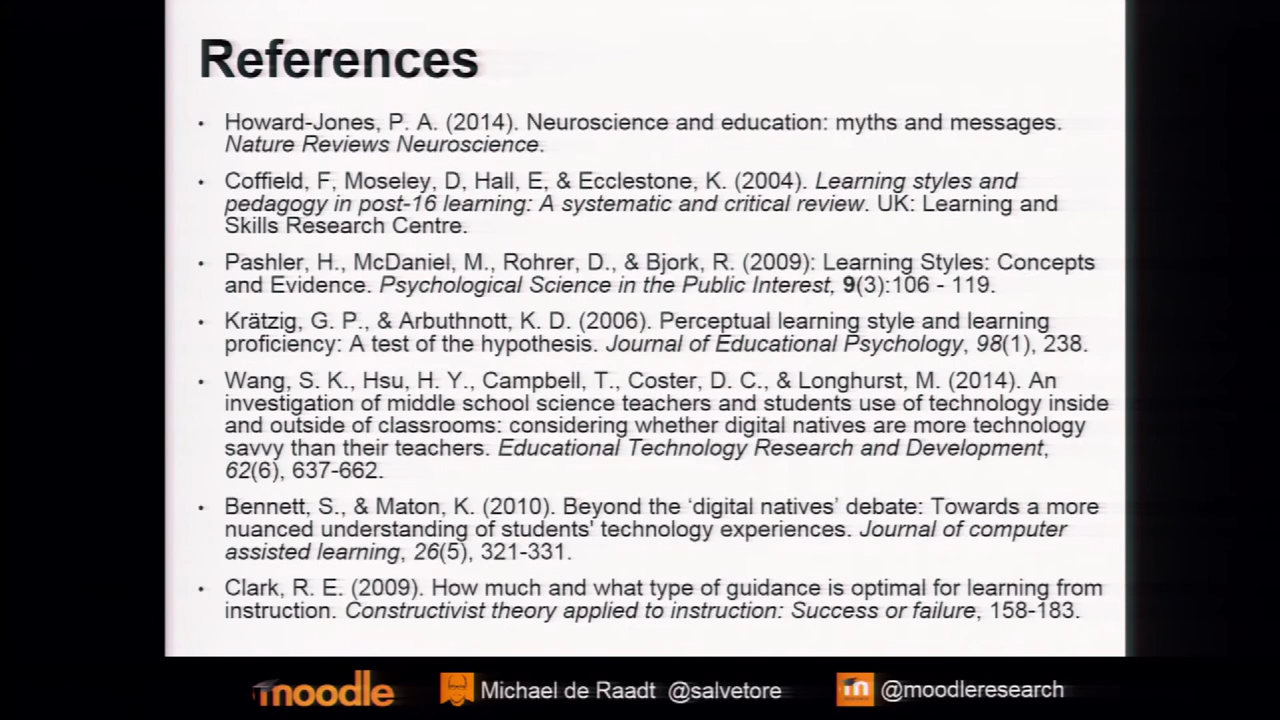 References
• Howard-Jones, P. A. (2014). Neuroscience and education: myths and messages.
Nature Reviews Neuroscience.
• Coffield, F, Moseley, D, Hall, E, & Ecclestone, K. (2004). Learning styles and
pedagogy in post-16 learning: A systematic and critical review. UK: Learning and
Skills Research Centre.
• Pashler, H., McDaniel, M., Rohrer, D., & Bjork, R. (2009): Learning Styles: Concepts
and Evidence. Psychological Science in the Public Interest, 9(3):106 - 119.
• Krätzig, G. P., & Arbuthnott, K. D. (2006). Perceptual learning style and learning
proficiency: A test of the hypothesis. Journal of Educational Psychology, 98(1), 238.
• Wang, S. K., Hsu, H. Y., Campbell, T., Coster, D. C., & Longhurst, M. (2014). An
investigation of middle school science teachers and students use of technology inside
and outside of classrooms: considering whether digital natives are more technology
savvy than their teachers. Educational Technology Research and Development,
62(6), 637-662.
• Bennett, S., & Maton, K. (2010). Beyond the ‘digital natives’ debate: Towards a more
nuanced understanding of students' technology experiences. Journal of computer
assisted learning, 26(5), 321-331.
• Clark, R. E. (2009). How much and what type of guidance is optimal for learning from
instruction. Constructivist theory applied to instruction: Success or failure, 158-183.
moodle Michael de Raadt @salvetore m @moodleresearch